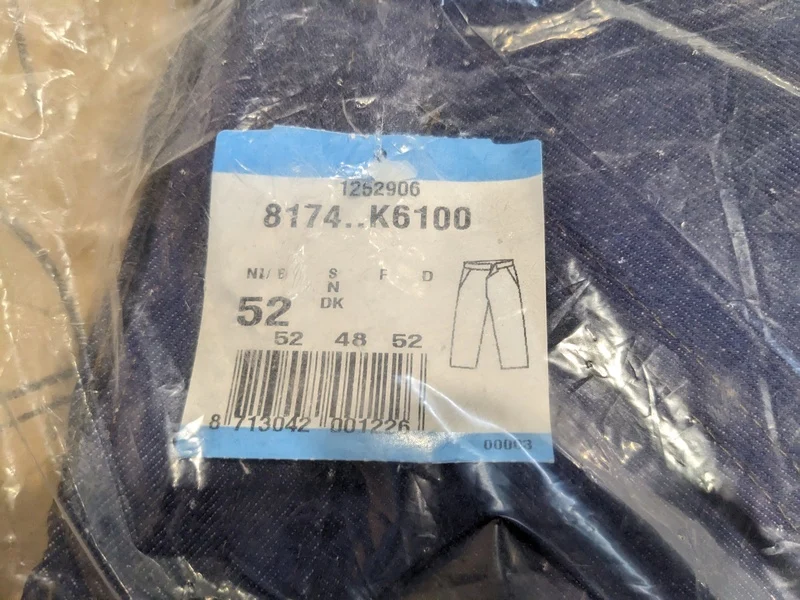 1252906
8174..K6100
NL/B S F D
N
DK
52
52 48 52
8 713042 001226
00003